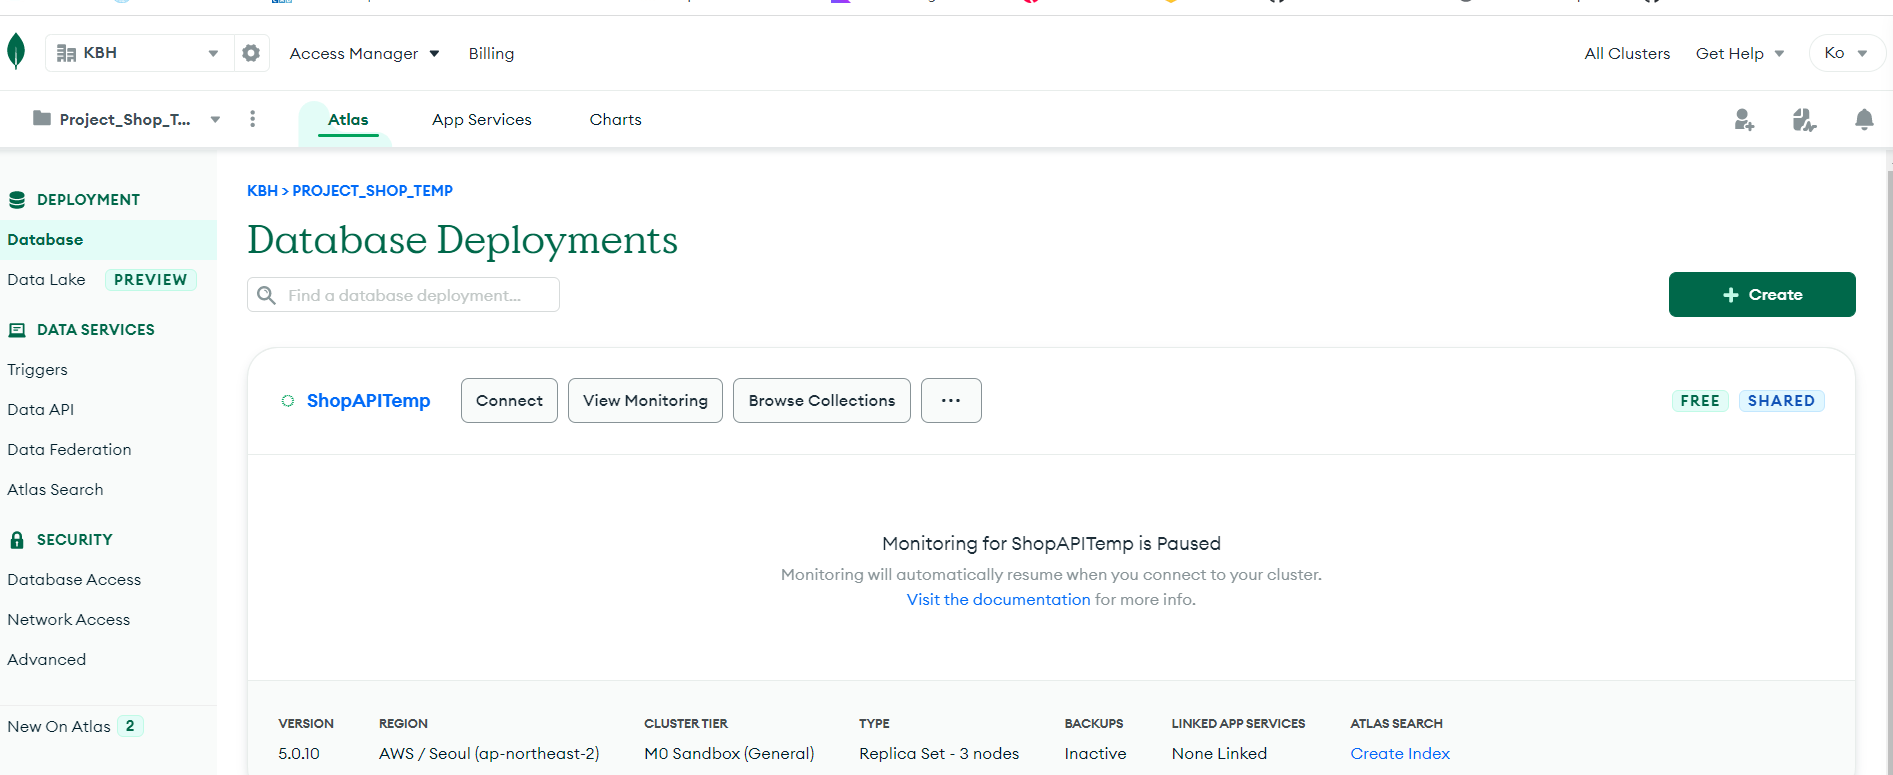 KBH
Access Manager
Billing
All Clusters
Get Help
Ko
Project_Shop_T...
Atlas
App Services
Charts
DEPLOYMENT
Database
Data Lake PREVIEW
DATA SERVICES
Triggers
Data API
Data Federation
Atlas Search
SECURITY
Database Access
Network Access
Advanced
New On Atlas 2
KBH > PROJECT_SHOP_TEMP
Database Deployments
Find a database deployment...
+ Create
ShopAPITemp
Connect
View Monitoring
Browse Collections
...
FREE
SHARED
Monitoring for ShopAPITemp is Paused
Monitoring will automatically resume when you connect to your cluster.
Visit the documentation for more info.
VERSION
5.0.10
REGION
AWS / Seoul (ap-northeast-2)
CLUSTER TIER
M0 Sandbox (General)
TYPE
Replica Set - 3 nodes
BACKUPS
Inactive
LINKED APP SERVICES
None Linked
ATLAS SEARCH
Create Index